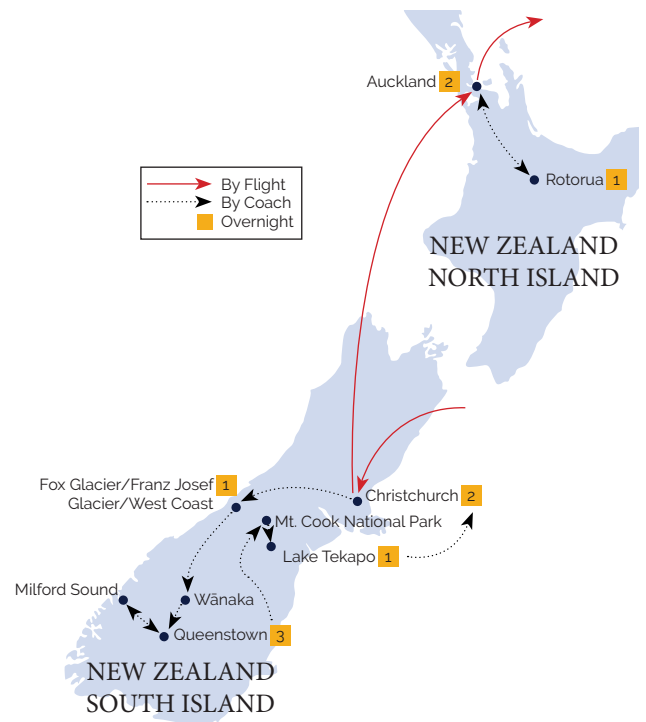 Auckland 2
Rotorua 1
By Flight
By Coach
Overnight
NEW ZEALAND
NORTH ISLAND
Fox Glacier/Franz Josef 1
Glacier/West Coast
Christchurch 2
Mt. Cook National Park
Lake Tekapo 1
Milford Sound
Wānaka
Queenstown 3
NEW ZEALAND
SOUTH ISLAND